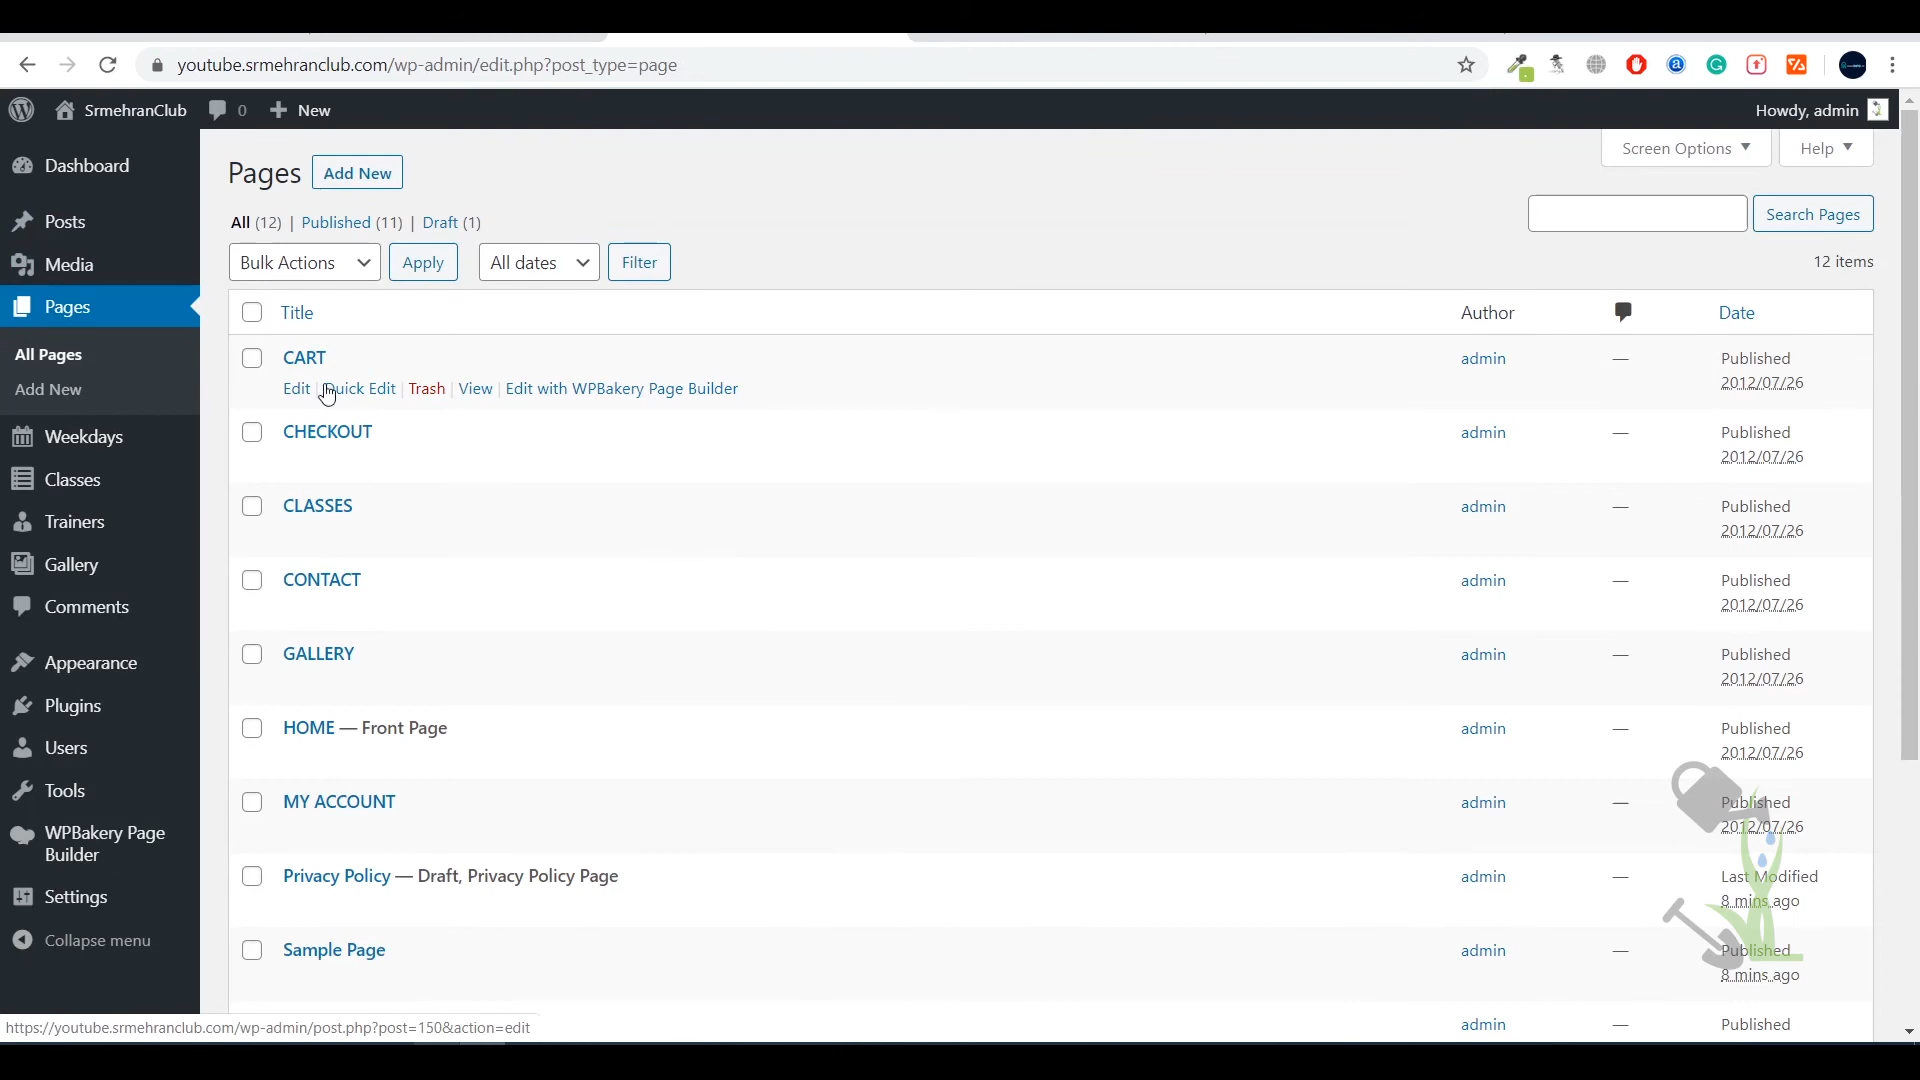 youtube.srmehranclub.com/wp-admin/edit.php?post_type=page
SrmehranClub 0 New Howdy, admin
Screen Options Help
Dashboard
Posts
Media
Pages
All Pages
Add New
Weekdays
Classes
Trainers
Gallery
Comments
Appearance
Plugins
Users
Tools
WPBakery Page
Builder
Settings
Collapse menu
Pages Add New
All (12) | Published (11) | Draft (1)
Search Pages
Bulk Actions Apply All dates Filter
12 items
Title Author Date
CART admin — Published
2012/07/26
Edit | Quick Edit | Trash | View | Edit with WPBakery Page Builder
CHECKOUT admin — Published
2012/07/26
CLASSES admin — Published
2012/07/26
CONTACT admin — Published
2012/07/26
GALLERY admin — Published
2012/07/26
HOME — Front Page admin — Published
2012/07/26
MY ACCOUNT admin — Published
2012/07/26
Privacy Policy — Draft, Privacy Policy Page admin — Last Modified
8 mins ago
Sample Page admin — Published
8 mins ago
admin — Published
https://youtube.srmehranclub.com/wp-admin/post.php?post=150&action=edit